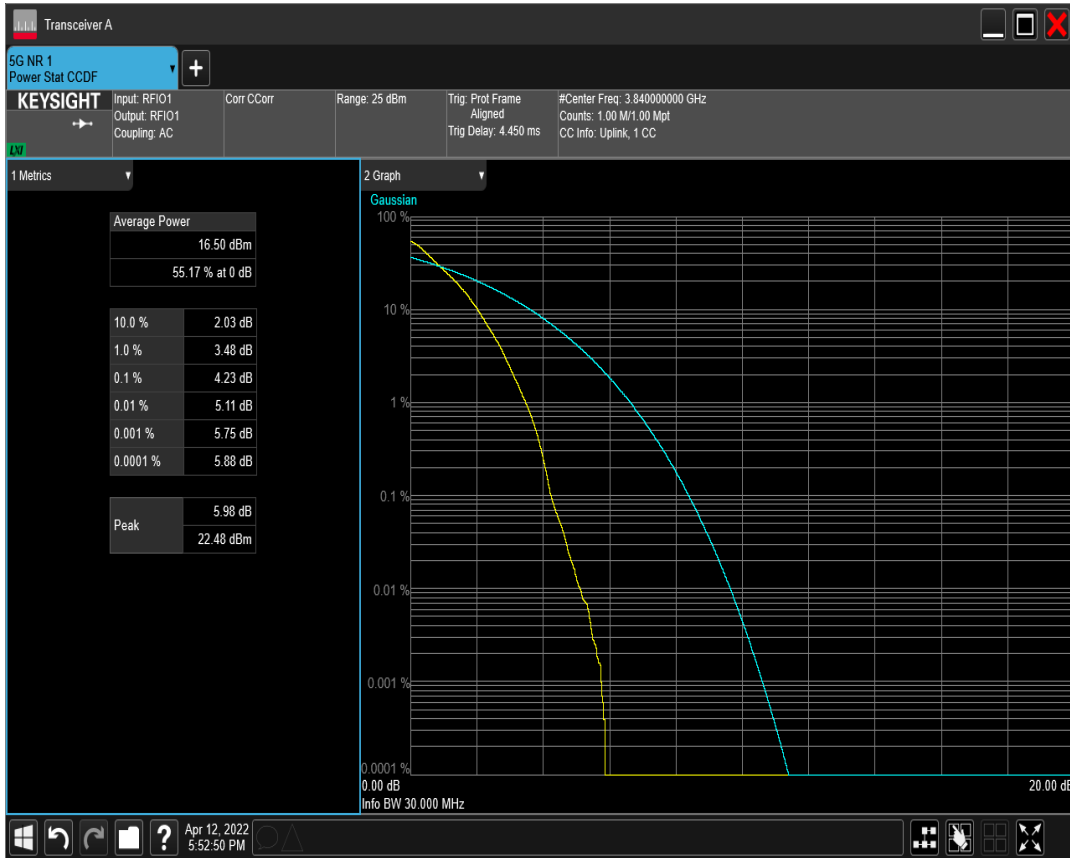 Transceiver A
5G NR 1
Power Stat CCDF
+
KEYSIGHT
LXI
Input: RFIO1
Output: RFIO1
Coupling: AC
Corr CCorr
Range: 25 dBm
Trig: Prot Frame
Aligned
Trig Delay: 4.450 ms
#Center Freq: 3.840000000 GHz
Counts: 1.00 M/1.00 Mpt
CC Info: Uplink, 1 CC
1 Metrics
Average Power
16.50 dBm
55.17 % at 0 dB
10.0 % 2.03 dB
1.0 % 3.48 dB
0.1 % 4.23 dB
0.01 % 5.11 dB
0.001 % 5.75 dB
0.0001 % 5.88 dB
Peak
5.98 dB
22.48 dBm
2 Graph
Gaussian
100 %
10 %
1 %
0.1 %
0.01 %
0.001 %
0.0001 %
0.00 dB
20.00 dB
Info BW 30.000 MHz
?
Apr 12, 2022
5:52:50 PM